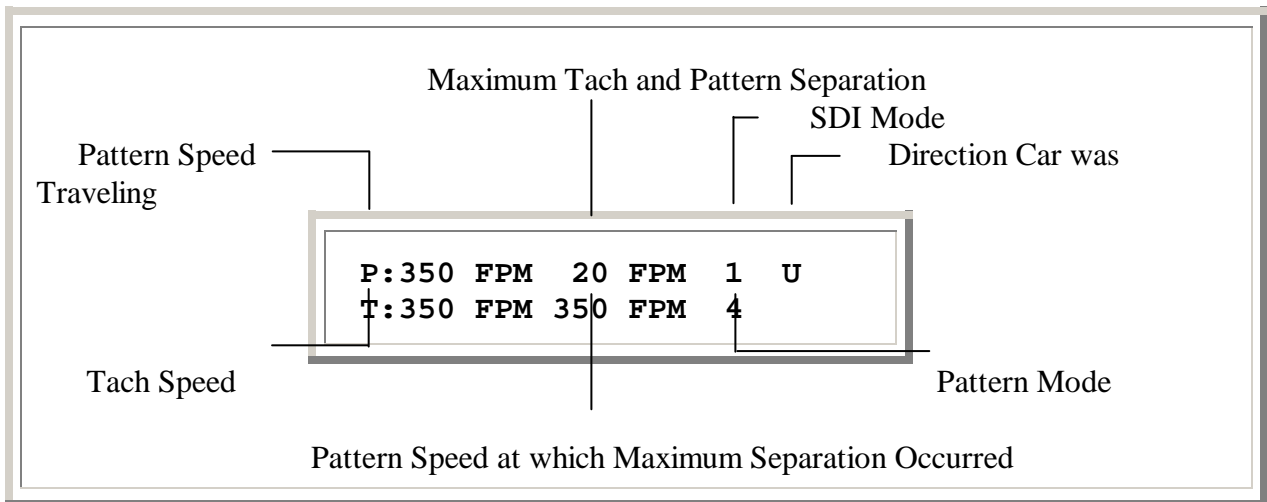 Maximum Tach and Pattern Separation
SDI Mode
Pattern Speed
Direction Car was
Traveling
P:350 FPM 20 FPM 1 U
T:350 FPM 350 FPM 4
Tach Speed
Pattern Mode
Pattern Speed at which Maximum Separation Occurred